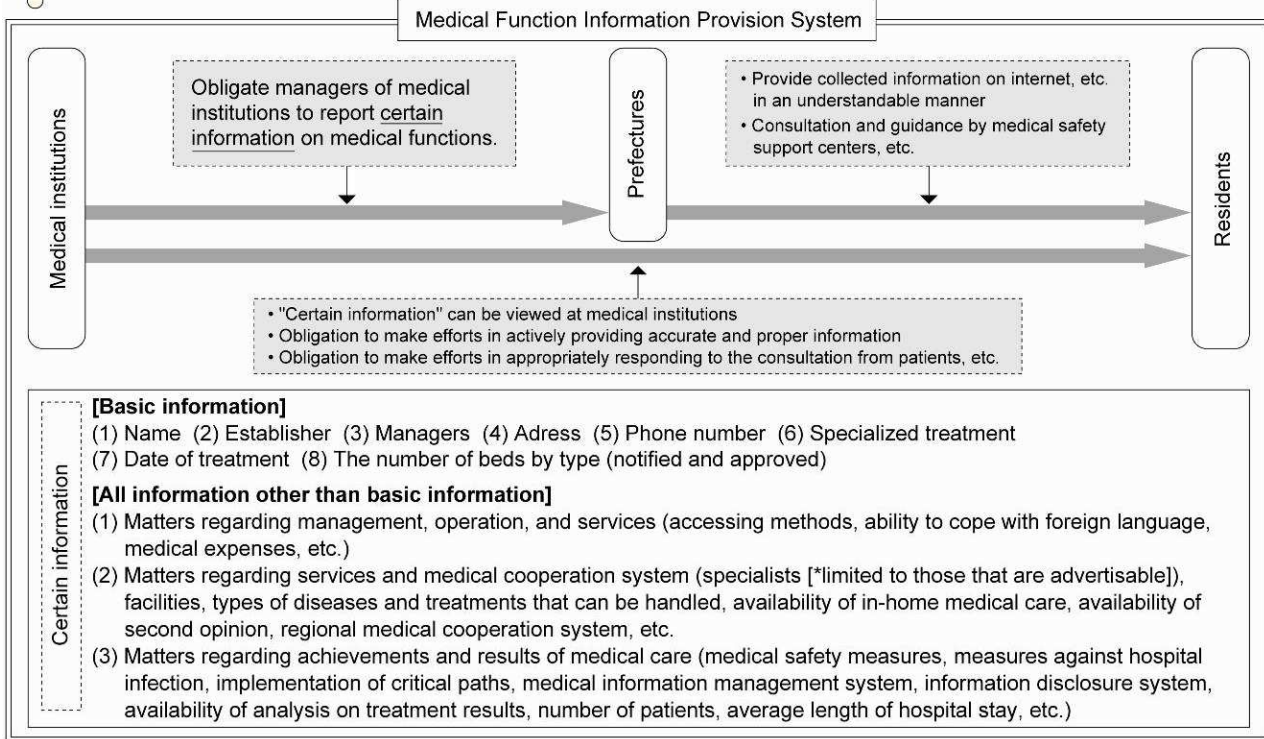 Medical Function Information Provision System
Medical institutions
Obligate managers of medical
institutions to report certain
information on medical functions.
Prefectures
• Provide collected information on internet, etc.
in an understandable manner
• Consultation and guidance by medical safety
support centers, etc.
Residents
• "Certain information" can be viewed at medical institutions
• Obligation to make efforts in actively providing accurate and proper information
• Obligation to make efforts in appropriately responding to the consultation from patients, etc.
Certain information
[Basic information]
(1) Name (2) Establisher (3) Managers (4) Adress (5) Phone number (6) Specialized treatment
(7) Date of treatment (8) The number of beds by type (notified and approved)
[All information other than basic information]
(1) Matters regarding management, operation, and services (accessing methods, ability to cope with foreign language,
medical expenses, etc.)
(2) Matters regarding services and medical cooperation system (specialists [*limited to those that are advertisable]),
facilities, types of diseases and treatments that can be handled, availability of in-home medical care, availability of
second opinion, regional medical cooperation system, etc.
(3) Matters regarding achievements and results of medical care (medical safety measures, measures against hospital
infection, implementation of critical paths, medical information management system, information disclosure system,
availability of analysis on treatment results, number of patients, average length of hospital stay, etc.)